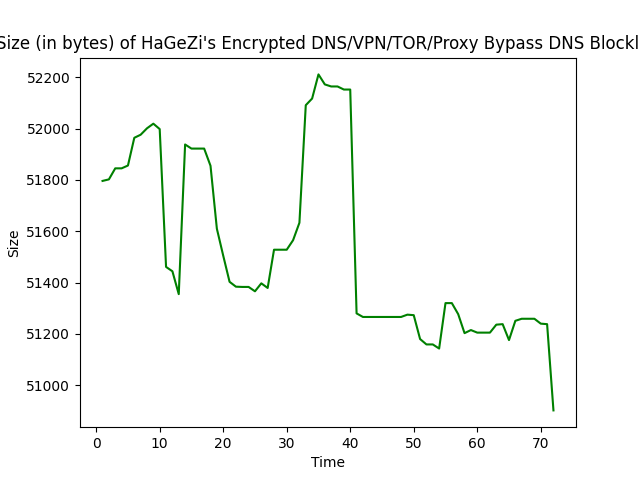 Size (in bytes) of HaGeZi's Encrypted DNS/VPN/TOR/Proxy Bypass DNS Blockl
52200
52000
51800
51600
51400
51200
51000
Size
0 10 20 30 40 50 60 70
Time